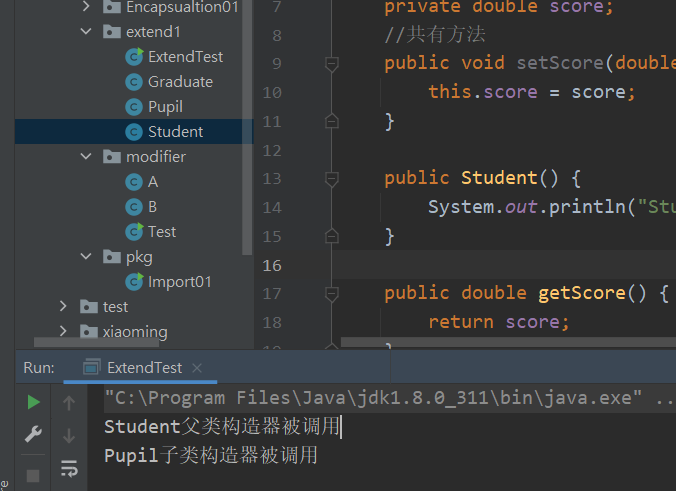 Encapsualtion01
extend1
ExtendTest
Graduate
Pupil
Student
modifier
A
B
Test
pkg
Import01
test
xiaoming
7 private double score;
8 //共有方法
9 public void setScore(double
10 this.score = score;
11 }
12
13 public Student() {
14 System.out.println("Stu
15 }
16
17 public double getScore() {
18 return score;
Run: ExtendTest ×
"C:\Program Files\Java\jdk1.8.0_311\bin\java.exe" ...
Student父类构造器被调用
Pupil子类构造器被调用